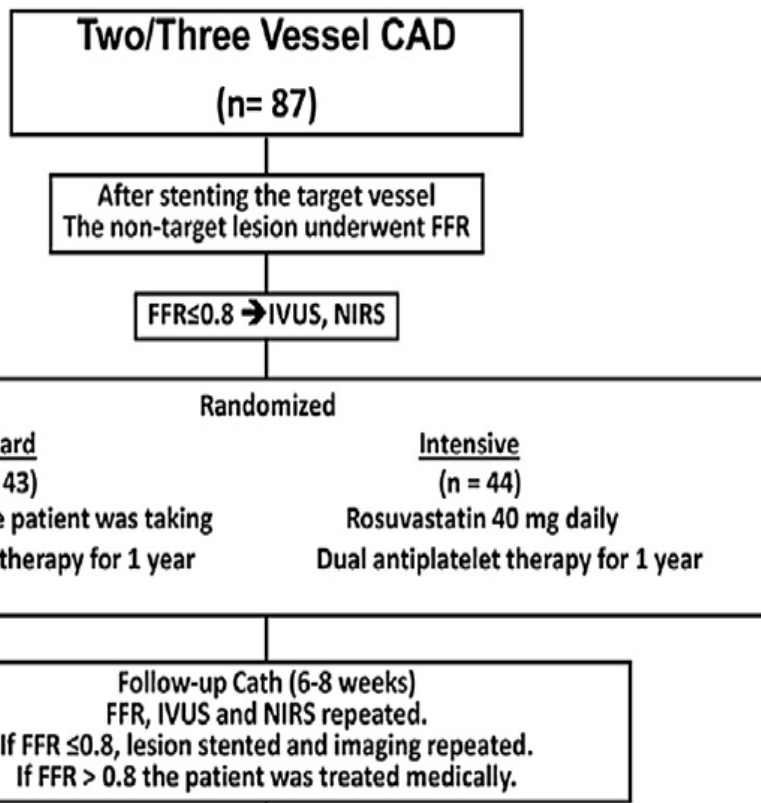 Two/Three Vessel CAD
(n= 87)
After stenting the target vessel
The non-target lesion underwent FFR
FFR≤0.8 ➔IVUS, NIRS
Randomized
ard
43)
e patient was taking
therapy for 1 year
Intensive
(n = 44)
Rosuvastatin 40 mg daily
Dual antiplatelet therapy for 1 year
Follow-up Cath (6-8 weeks)
FFR, IVUS and NIRS repeated.
If FFR ≤0.8, lesion stented and imaging repeated.
If FFR > 0.8 the patient was treated medically.